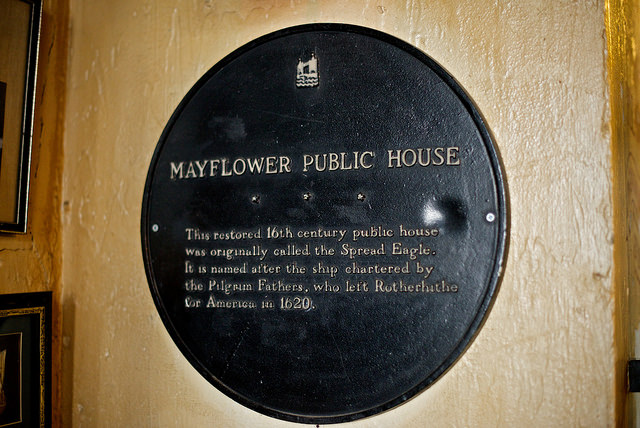 MAYFLOWER PUBLIC HOUSE
This restored 16th century public house
was originally called the Spread Eagle.
It is named after the ship chartered by
the Pilgrim Fathers, who left Rotherhithe
for America in 1620.